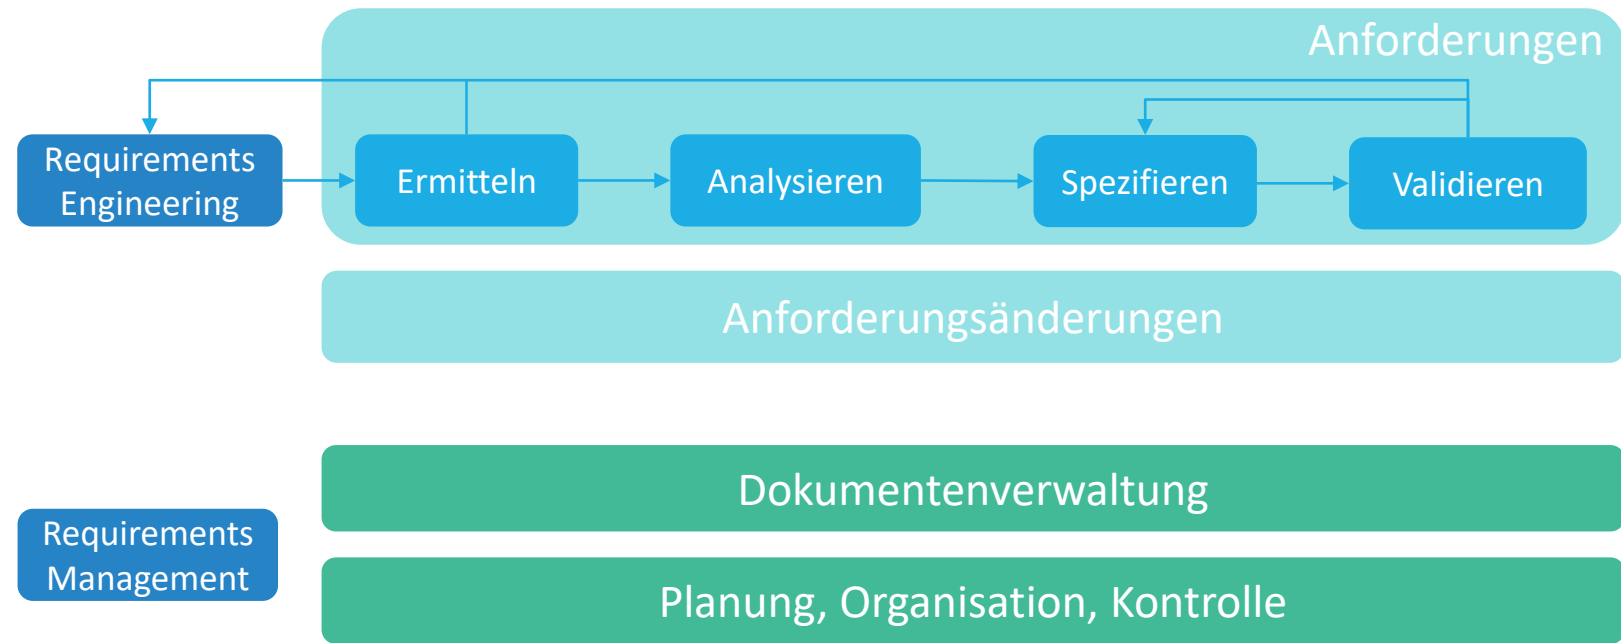 Anforderungen
Requirements
Engineering
Ermitteln
Analysieren
Spezifieren
Validieren
Anforderungsänderungen
Dokumentenverwaltung
Requirements
Management
Planung, Organisation, Kontrolle